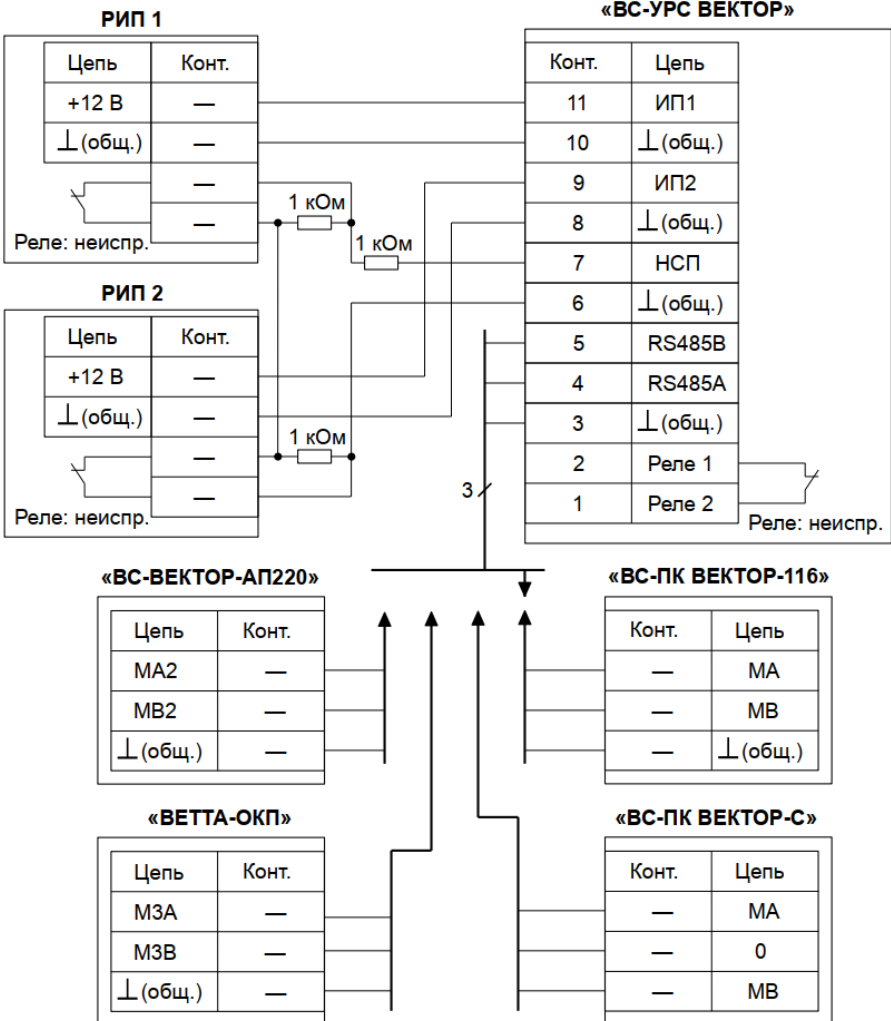 РИП 1
Цепь Конт.
+12 В —
⊥(общ.) —
—
—
Реле: неиспр.
1 кОм
1 кОм
РИП 2
Цепь Конт.
+12 В —
⊥(общ.) —
—
—
Реле: неиспр.
1 кОм
«ВС-УРС ВЕКТОР»
Конт. Цепь
11 ИП1
10 ⊥(общ.)
9 ИП2
8 ⊥(общ.)
7 НСП
6 ⊥(общ.)
5 RS485B
4 RS485A
3 ⊥(общ.)
2 Реле 1
1 Реле 2
Реле: неиспр.
3
«ВС-ВЕКТОР-АП220»
Цепь Конт.
МА2 —
МВ2 —
⊥(общ.) —
«ВС-ПК ВЕКТОР-116»
Конт. Цепь
— МА
— МВ
— ⊥(общ.)
«ВЕТТА-ОКП»
Цепь Конт.
М3А —
М3В —
⊥(общ.) —
«ВС-ПК ВЕКТОР-С»
Конт. Цепь
— МА
— 0
— МВ